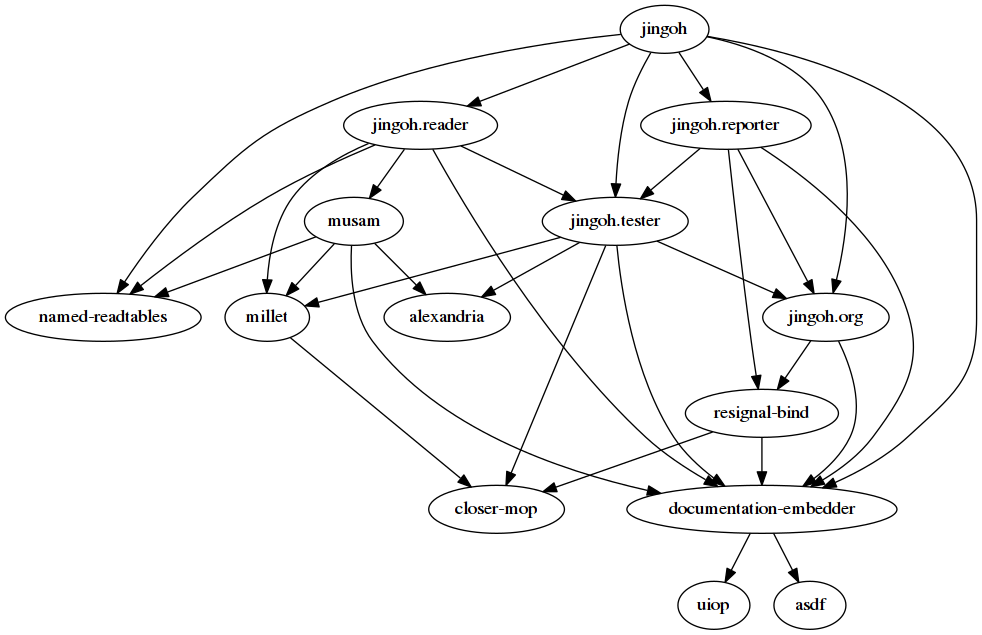 jingoh
jingoh.reader
jingoh.reporter
musam
jingoh.tester
named-readtables
millet
alexandria
jingoh.org
resignal-bind
closer-mop
documentation-embedder
uiop
asdf